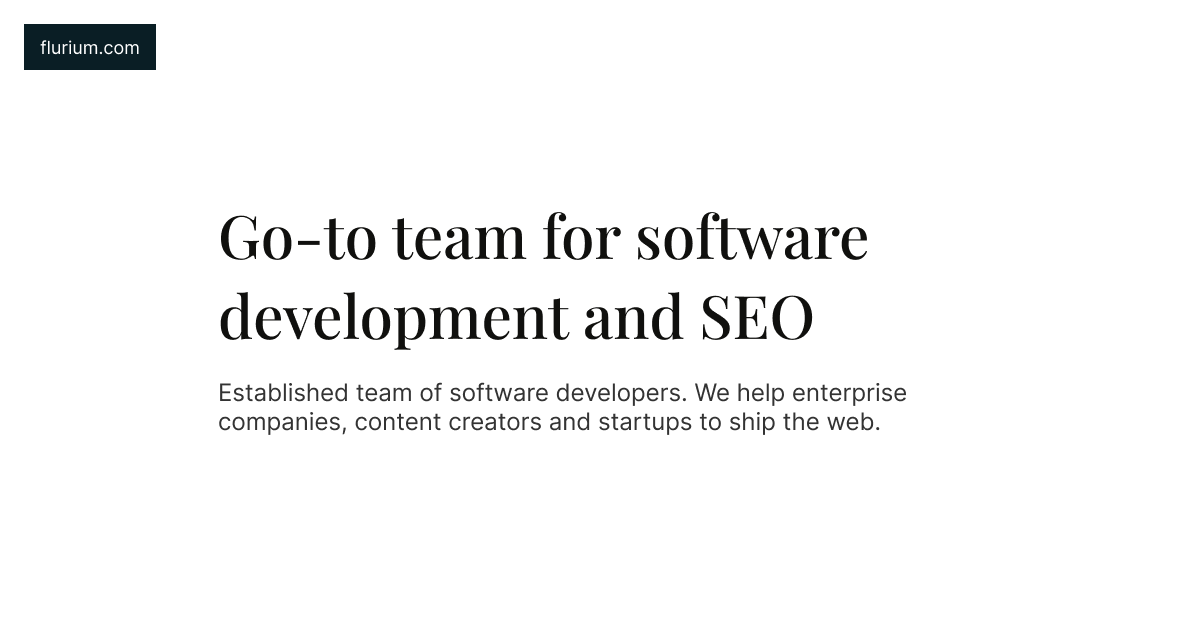 flurium.com
Go-to team for software
development and SEO
Established team of software developers. We help enterprise
companies, content creators and startups to ship the web.